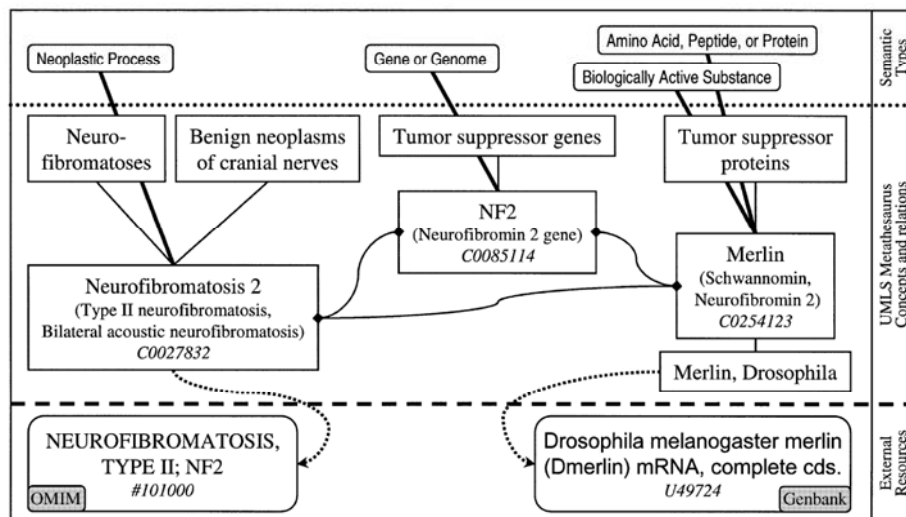 Neoplastic Process
Gene or Genome
Amino Acid, Peptide, or Protein
Biologically Active Substance
Semantic
Types
Neuro-
fibromatoses
Benign neoplasms
of cranial nerves
Tumor suppressor genes
Tumor suppressor
proteins
NF2
(Neurofibromin 2 gene)
C0085114
Merlin
(Schwannomin,
Neurofibromin 2)
C0254123
Neurofibromatosis 2
(Type II neurofibromatosis,
Bilateral acoustic neurofibromatosis)
C0027832
Merlin, Drosophila
UMLS Metathesaurus
Concepts and relations
NEUROFIBROMATOSIS,
TYPE II; NF2
#101000
OMIM
Drosophila melanogaster merlin
(Dmerlin) mRNA, complete cds.
U49724
Genbank
External
Resources